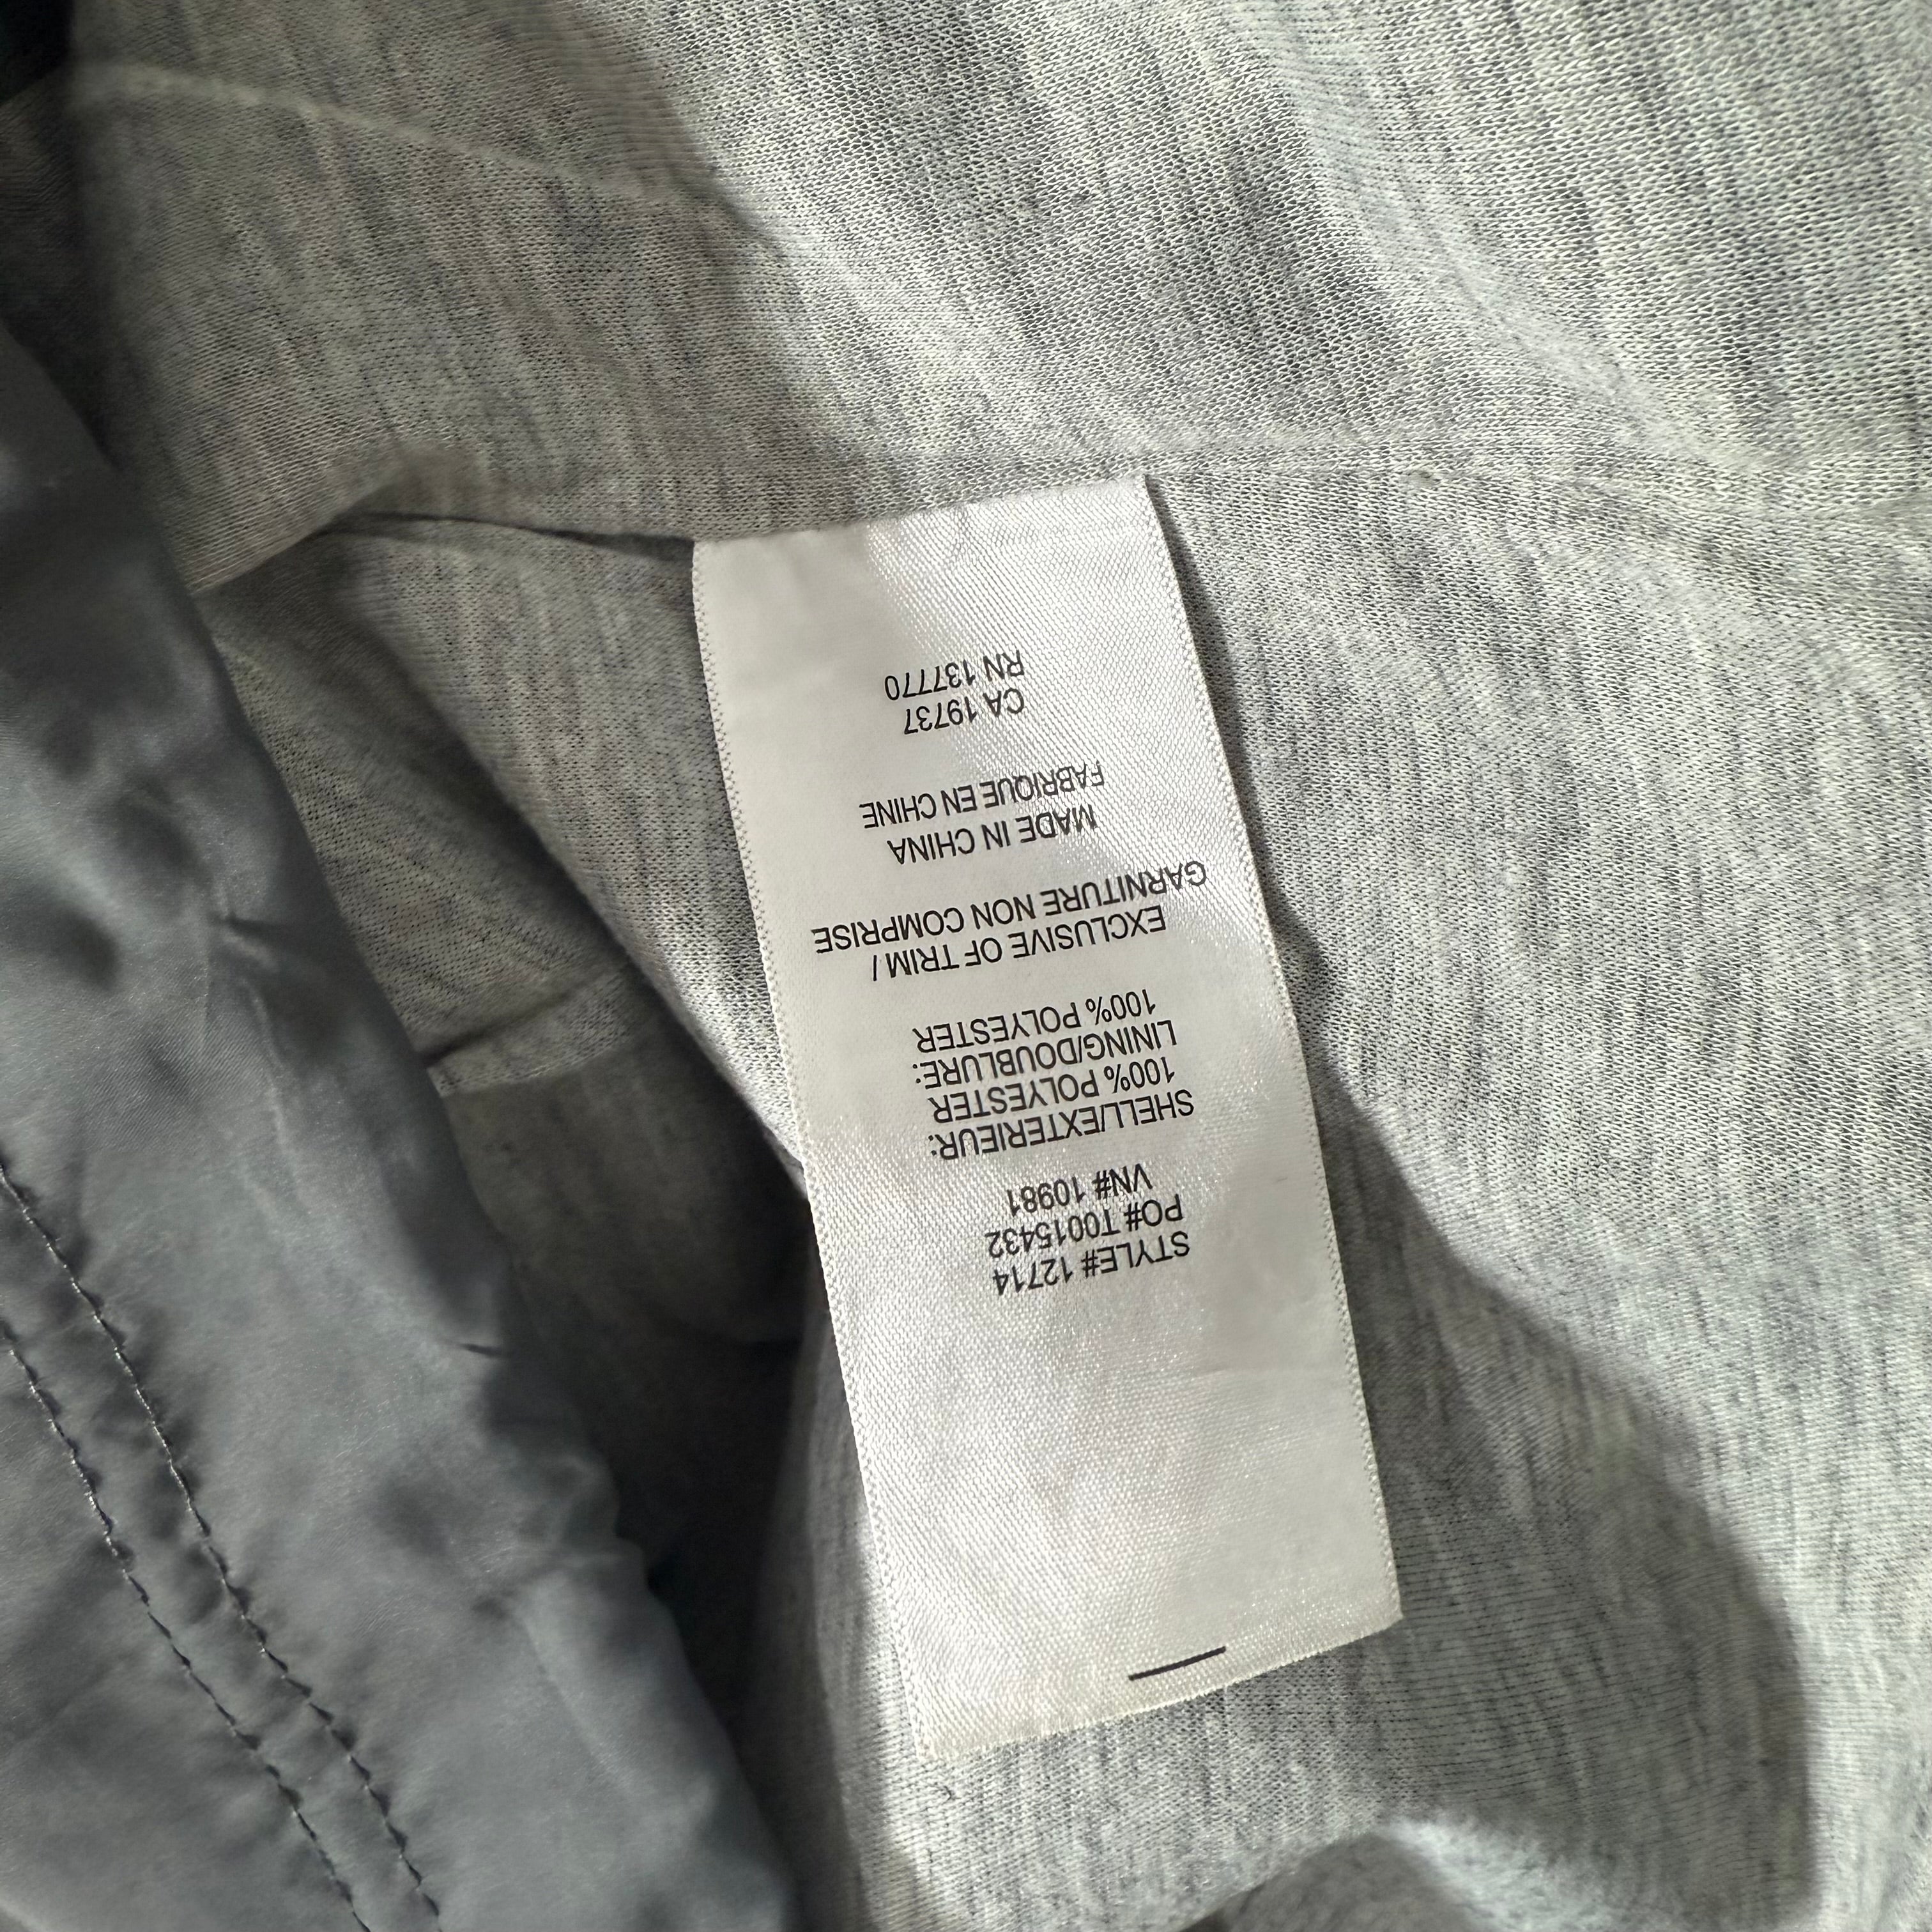 STYLE# 12714
PO# T0015432
VN# 10981
SHELL/EXTERIEUR:
100% POLYESTER
LINING/DOUBLURE:
100% POLYESTER
EXCLUSIVE OF TRIM /
GARNITURE NON COMPRISE
MADE IN CHINA
FABRIQUE EN CHINE
CA 19737
RN 137770